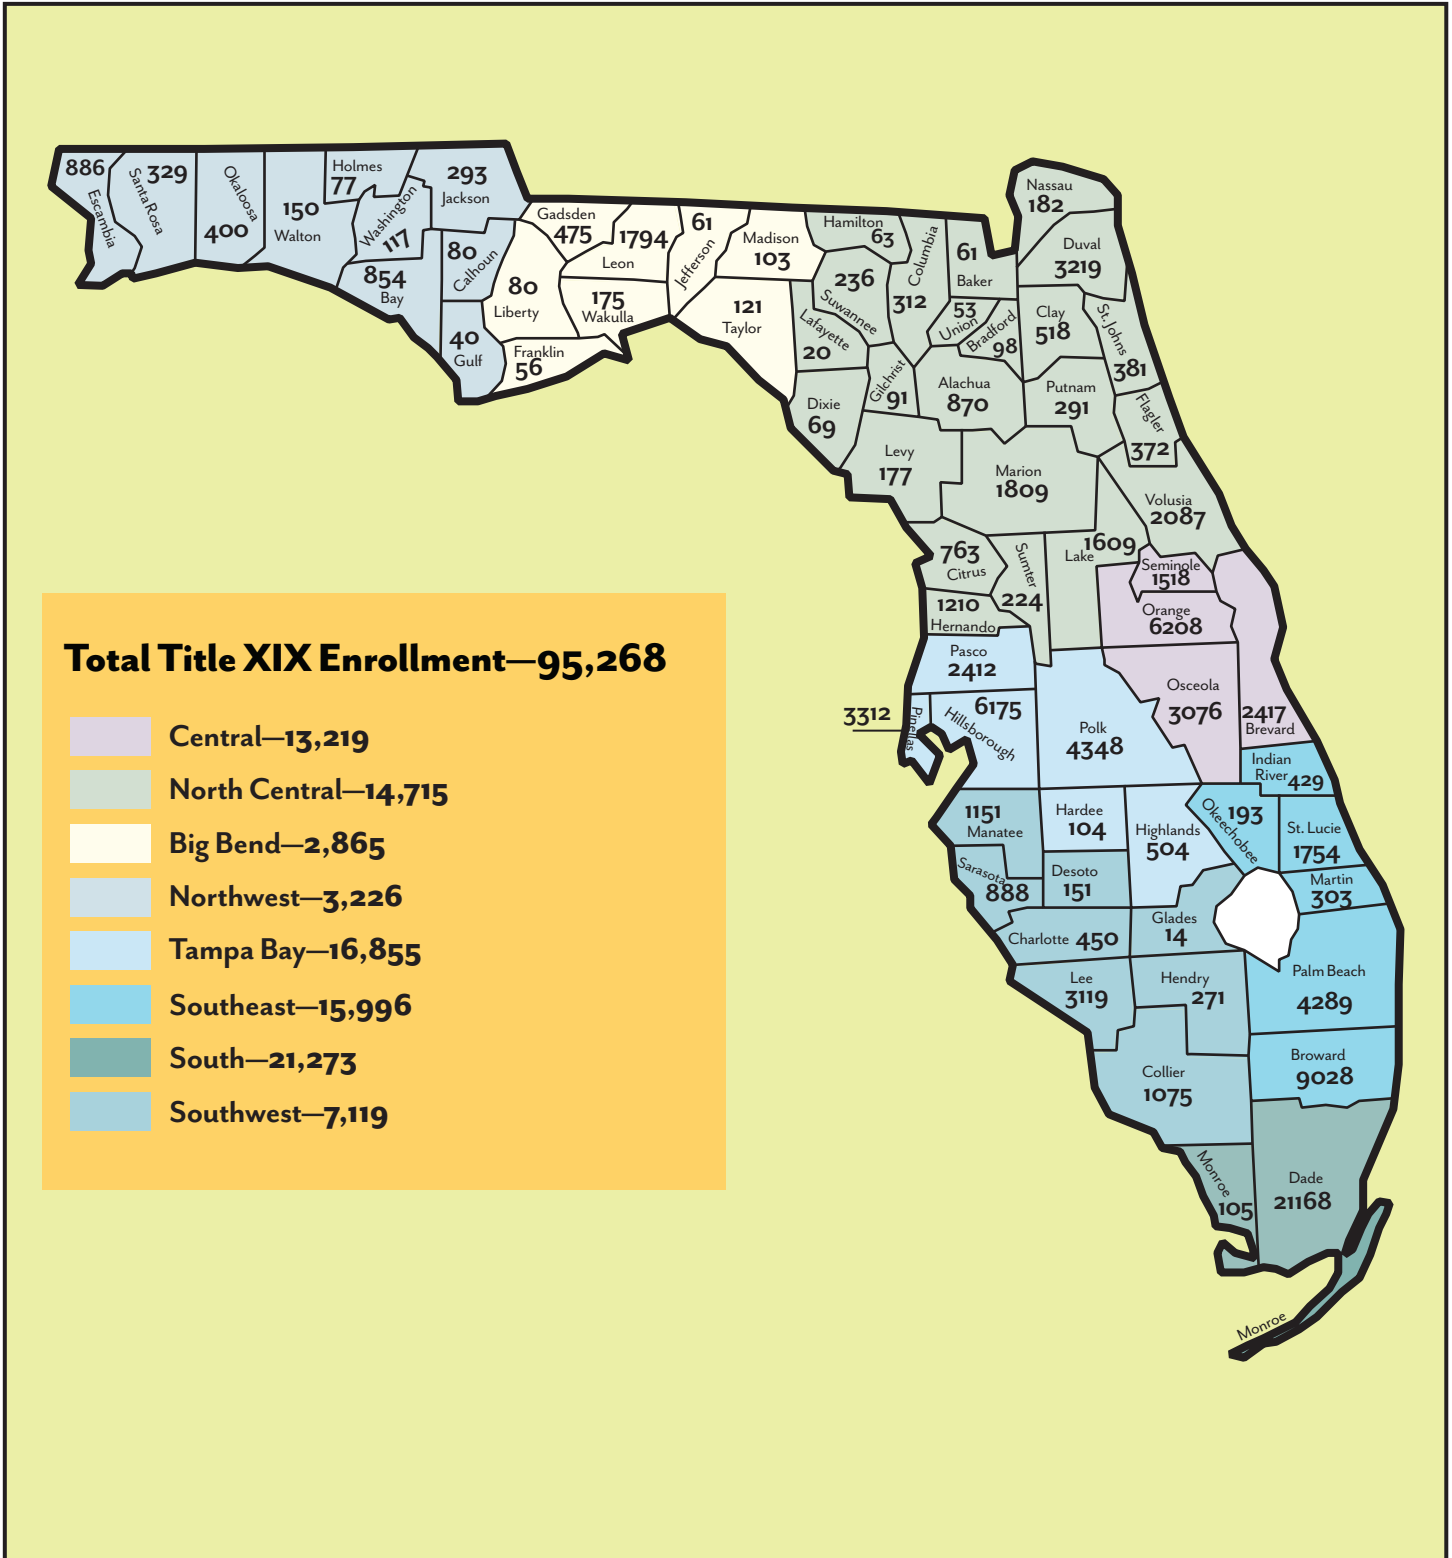 886
Escambia
Santa Rosa
329
Okaloosa
400
150
Walton
Holmes
77
Washington
117
293
Jackson
854
Bay
80
Calhoun
40
Gulf
Gadsden
475
80
Liberty
Franklin
56
1794
Leon
175
Wakulla
61
Jefferson
Madison
103
121
Taylor
Hamilton
63
236
Suwannee
Lafayette
20
Dixie
69
Columbia
312
61
Baker
53
Union
Bradford
98
Gilchrist
91
Alachua
870
Nassau
182
Duval
3219
Clay
518
St. Johns
381
Putnam
291
Flagler
372
Levy
177
Marion
1809
Volusia
2087
763
Citrus
Sumter
224
1609
Lake
1210
Hernando
Seminole
1518
Orange
6208
Pasco
2412
Osceola
3076
2417
Brevard
3312
Pinellas
6175
Hillsborough
Polk
4348
Indian
River 429
1151
Manatee
Hardee
104
Highlands
504
Okeechobee
193
St. Lucie
1754
Sarasota
888
Desoto
151
Martin
303
Charlotte 450
Glades
14
Lee
3119
Hendry
271
Palm Beach
4289
Collier
1075
Broward
9028
Monroe
105
Dade
21168
Monroe
Total Title XIX Enrollment—95,268
Central—13,219
North Central—14,715
Big Bend—2,865
Northwest—3,226
Tampa Bay—16,855
Southeast—15,996
South—21,273
Southwest—7,119